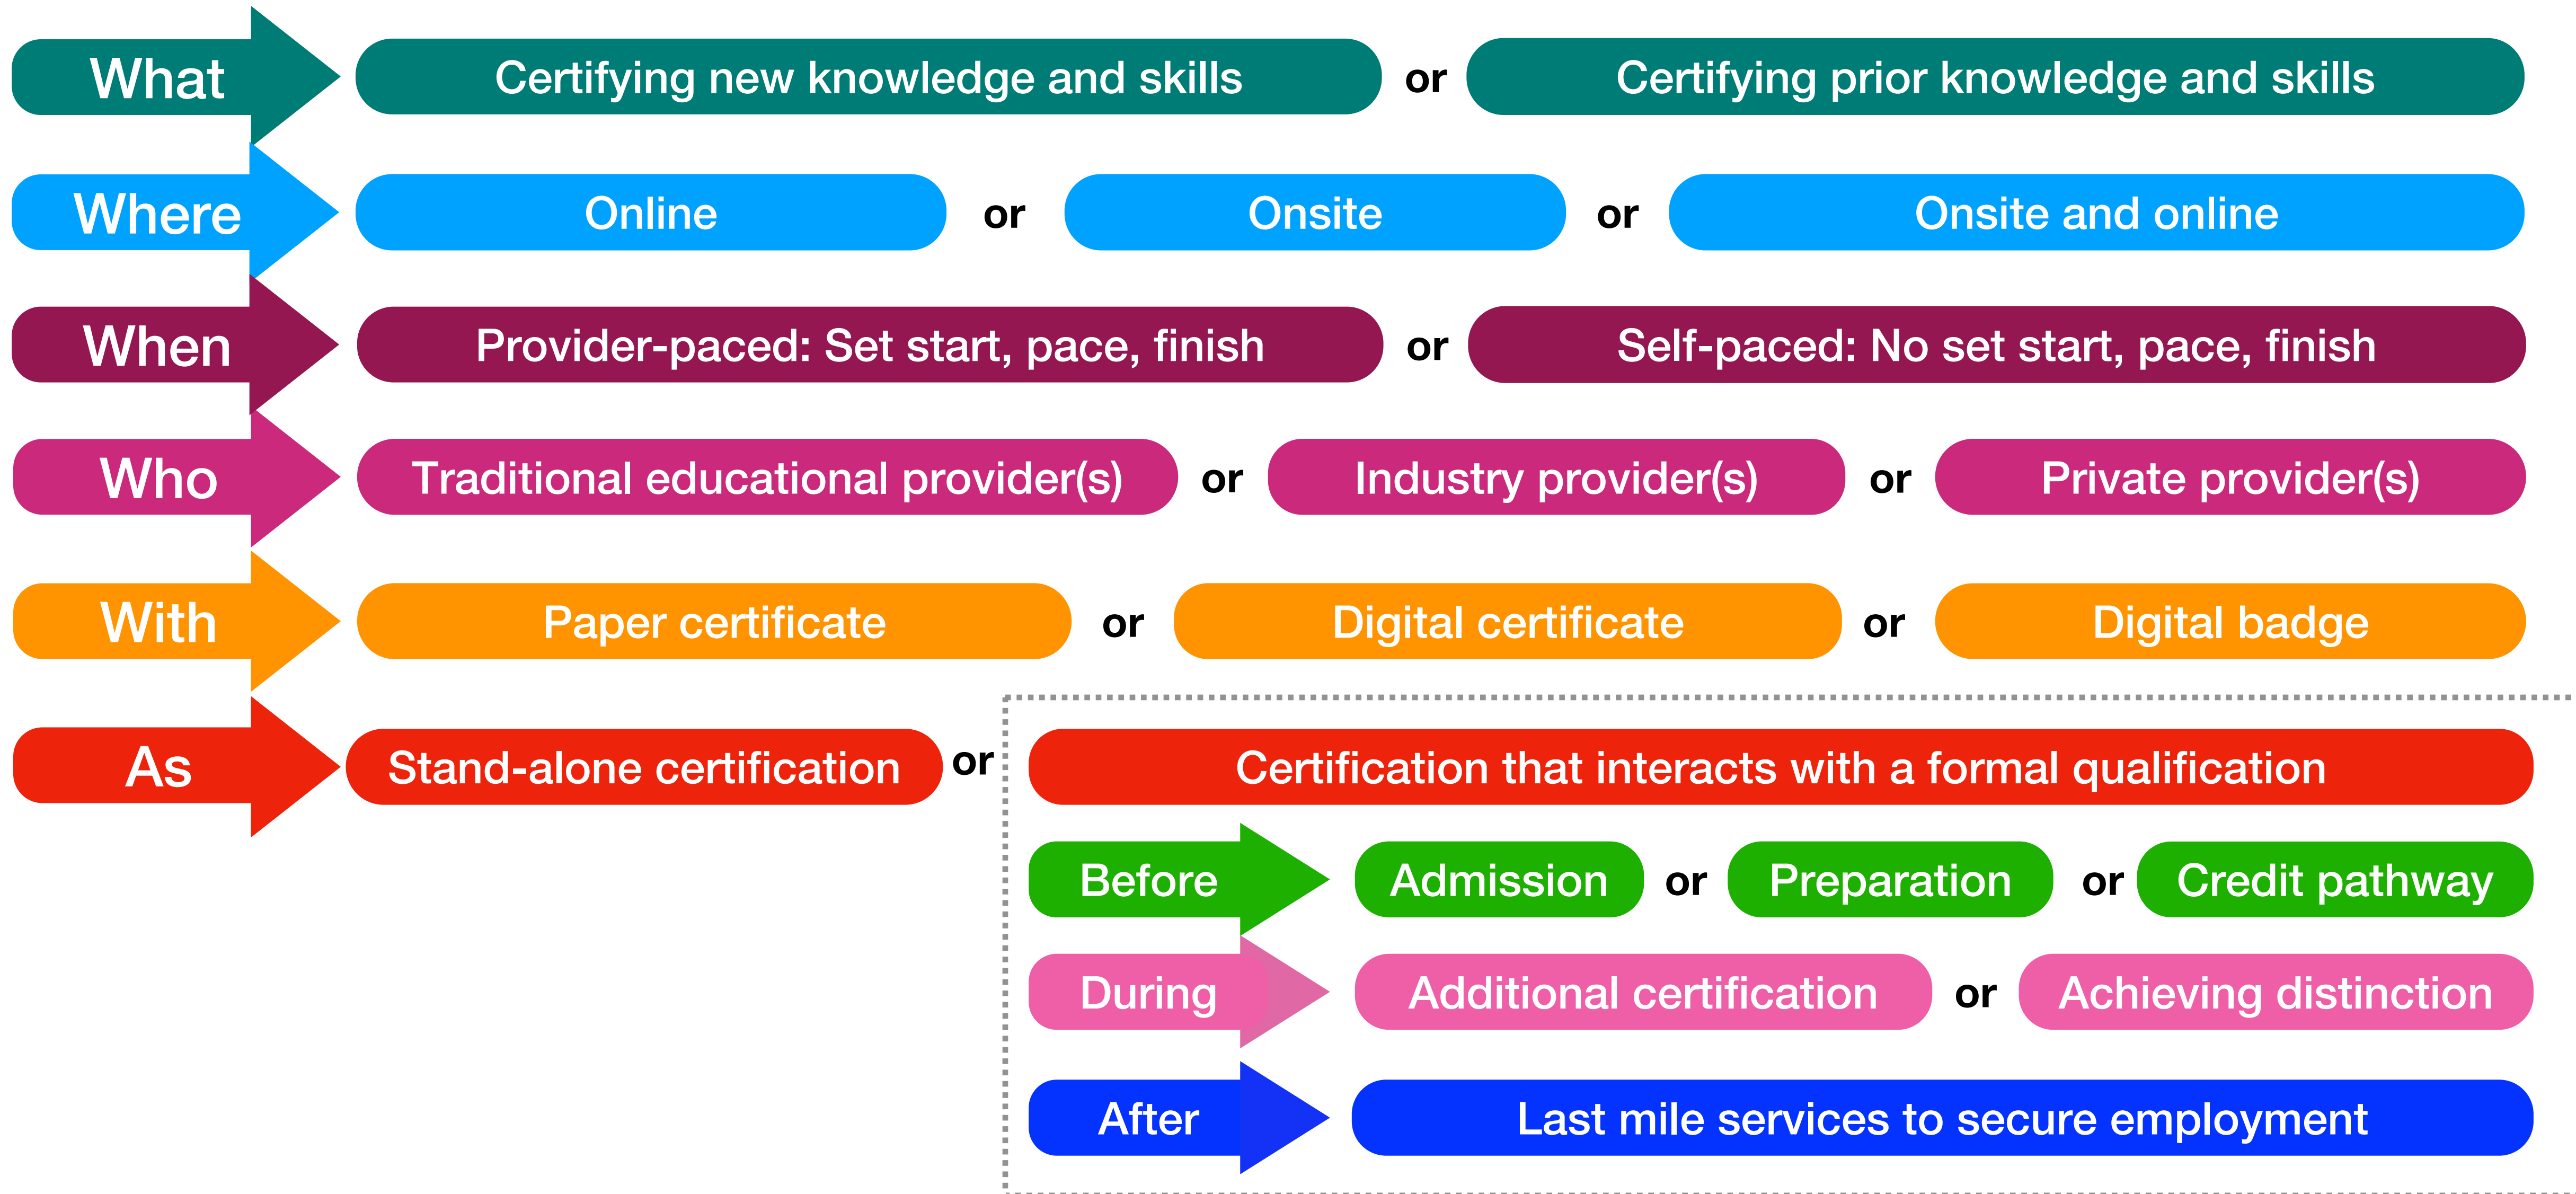 What Certifying new knowledge and skills or Certifying prior knowledge and skills
Where Online or Onsite or Onsite and online
When Provider-paced: Set start, pace, finish or Self-paced: No set start, pace, finish
Who Traditional educational provider(s) or Industry provider(s) or Private provider(s)
With Paper certificate or Digital certificate or Digital badge
As Stand-alone certification or Certification that interacts with a formal qualification
Before Admission or Preparation or Credit pathway
During Additional certification or Achieving distinction
After Last mile services to secure employment